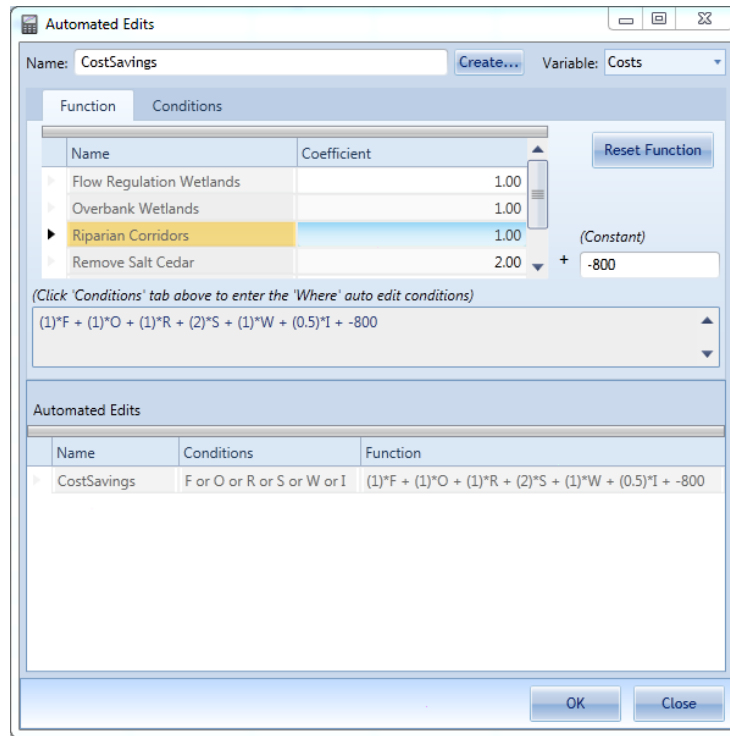 Automated Edits
Name: CostSavings Create... Variable: Costs
Function Conditions
Name Coefficient Reset Function
Flow Regulation Wetlands 1.00
Overbank Wetlands 1.00
Riparian Corridors 1.00 (Constant)
Remove Salt Cedar 2.00 + -800
(Click 'Conditions' tab above to enter the 'Where' auto edit conditions)
(1)*F + (1)*O + (1)*R + (2)*S + (1)*W + (0.5)*I + -800
Automated Edits
Name Conditions Function
CostSavings F or O or R or S or W or I (1)*F + (1)*O + (1)*R + (2)*S + (1)*W + (0.5)*I + -800
OK Close